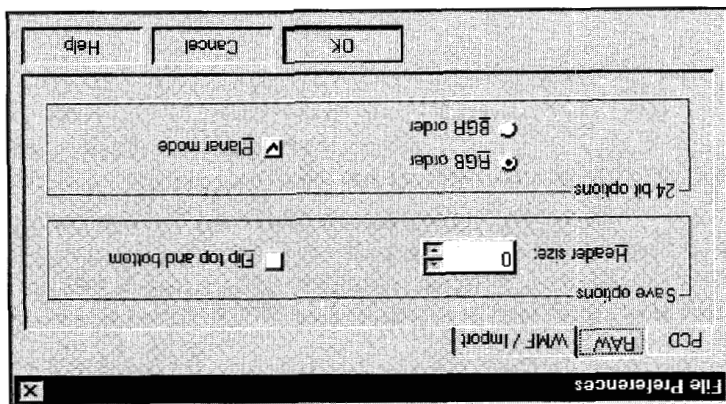 File Preferences
PCD RAW WMF / Import
Save options
Header size: 0 Flip top and bottom
24 bit options
RGB order
BGR order
Planar mode
OK Cancel Help